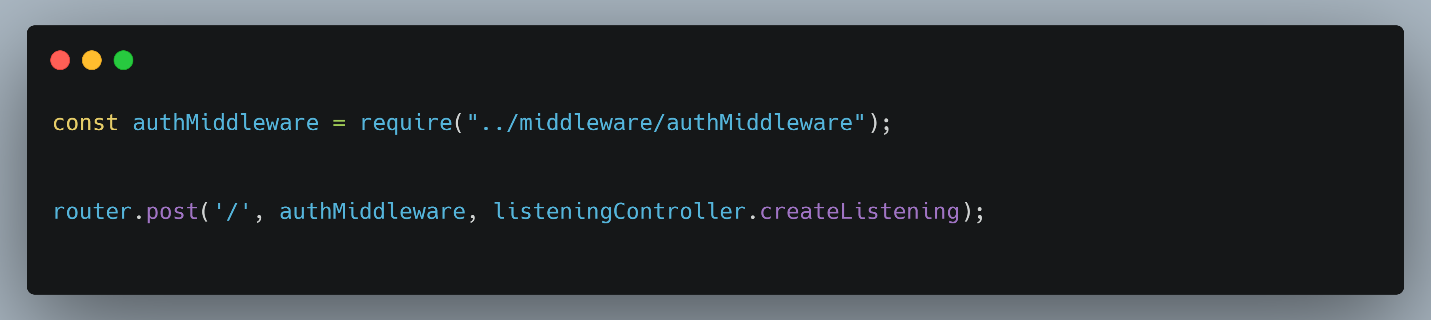 const authMiddleware = require("../middleware/authMiddleware");
router.post('/', authMiddleware, listeningController.createListening);